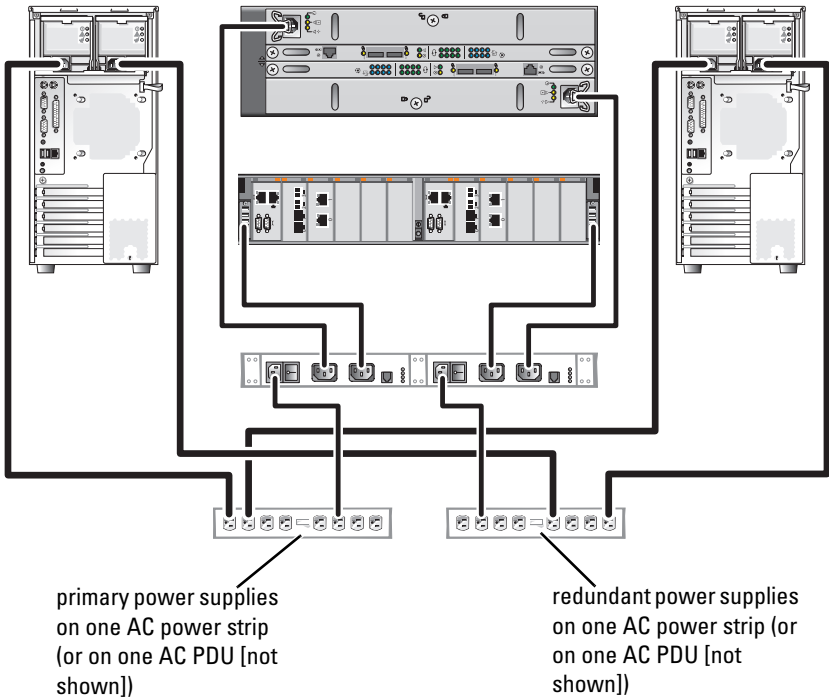 primary power supplies
on one AC power strip
(or on one AC PDU [not
shown])
redundant power supplies
on one AC power strip (or
on one AC PDU [not
shown])